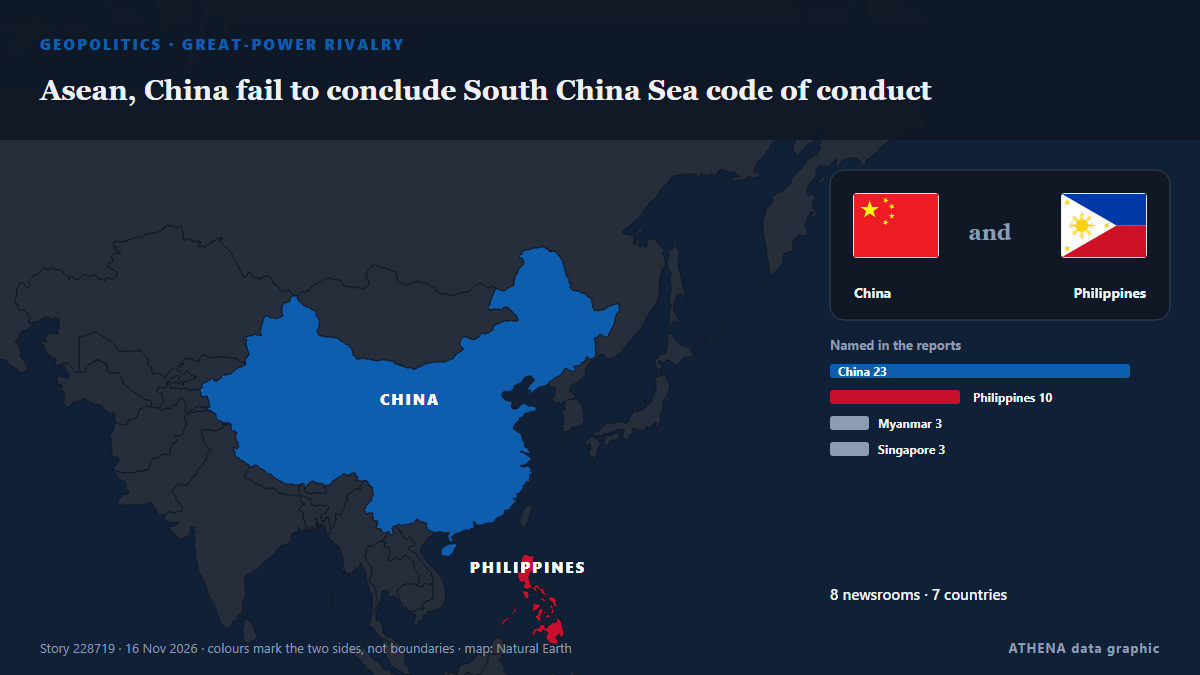 GEOPOLITICS · GREAT-POWER RIVALRY
Asean, China fail to conclude South China Sea code of conduct
and
China
Philippines
Named in the reports
China 23
Philippines 10
Myanmar 3
Singapore 3
CHINA
PHILIPPINES
8 newsrooms · 7 countries
Story 228719 · 16 Nov 2026 · colours mark the two sides, not boundaries · map: Natural Earth
ATHENA data graphic